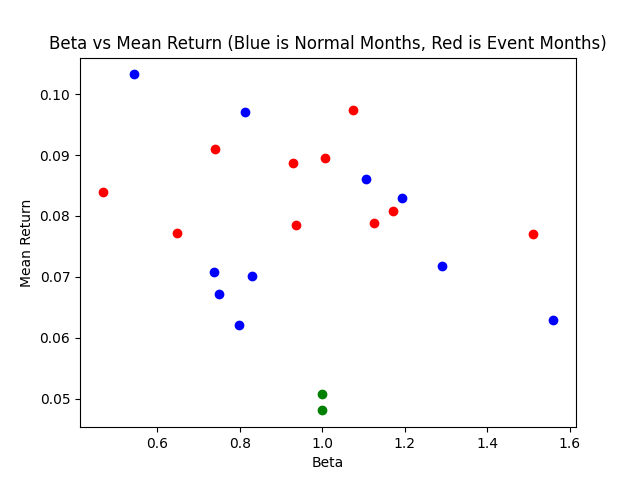 Beta vs Mean Return (Blue is Normal Months, Red is Event Months)
0.10
0.09
0.08
0.07
0.06
0.05
Mean Return
0.6 0.8 1.0 1.2 1.4 1.6
Beta